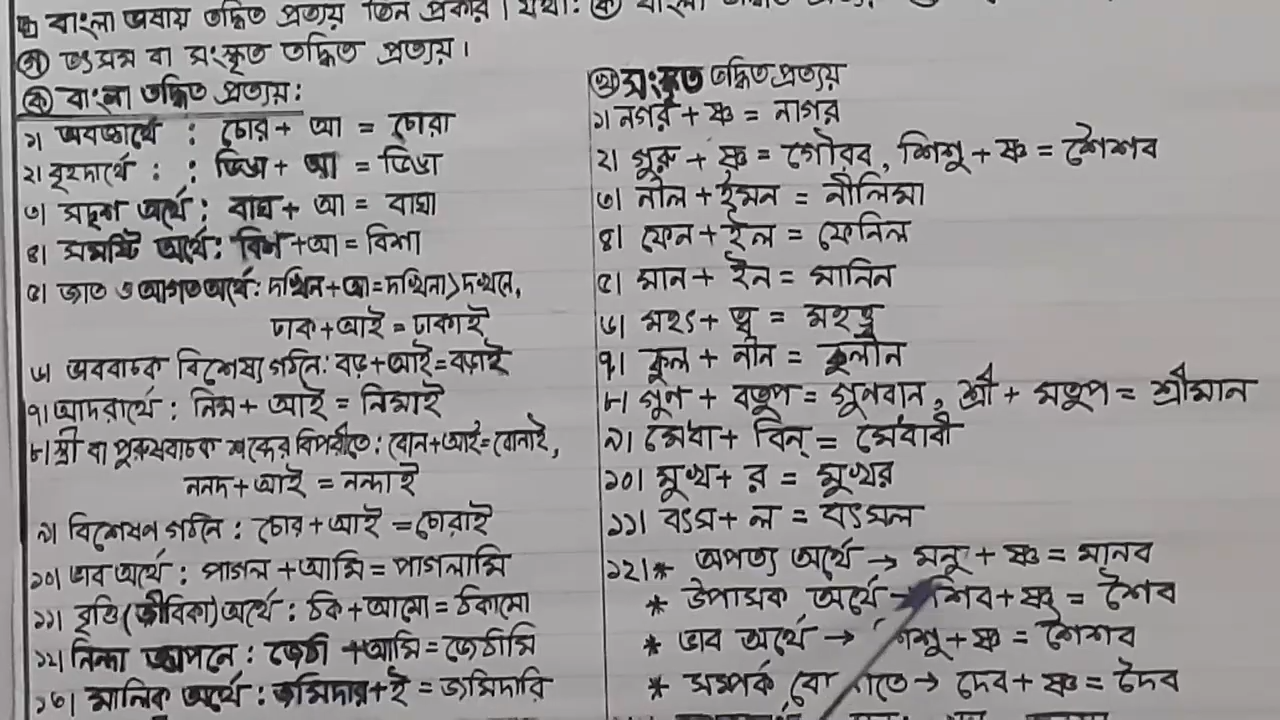 বাংলা ভাষায় তদ্ধিত প্রত্যয় তিন প্রকার। যথা: ক বাংলা তদ্ধিত প্রত্যয়
গ তৎসম বা সংস্কৃত তদ্ধিত প্রত্যয়।
ক বাংলা তদ্ধিত প্রত্যয়:
১। অবজ্ঞার্থে : চোর + আ = চোরা
২। বৃহদার্থে : : ডিঙি + আ = ডিঙা
৩। সদৃশ অর্থে : বাঘ + আ = বাঘা
৪। সমষ্টি অর্থে: বিশ +আ = বিশা
৫। জাত ও আগত অর্থে: দখিন+আ=দখিনা>দখনে,
ঢাক+আই = ঢাকাই
৬। ভাববাচক বিশেষ্য গঠনে: বড়+আই=বড়াই
৭। আদরার্থে : নিম + আই = নিমাই
৮। স্ত্রী বা পুরুষবাচক শব্দের বিপরীতে : বোন+আই=বোনাই,
ননদ+আই = নন্দাই
৯। বিশেষণ গঠনে : চোর+আই = চোরাই
১০। ভাব অর্থে : পাগল +আমি= পাগলামি
১১। বৃত্তি(জীবিকা) অর্থে : ঠক+আমো= ঠকামো
১২। নিন্দা জ্ঞাপনে : জেঠা +আমি=জেঠামি
১৩। মালিক অর্থে : জমিদার+ই = জমিদারি
খ সংস্কৃত তদ্ধিত প্রত্যয়
১। নগর + ষ্ণ = নাগর
২। গুরু + ষ্ণ = গৌরব, শিশু + ষ্ণ = শৈশব
৩। নীল + ইমন = নীলিমা
৪। ফেন + ইল = ফেনিল
৫। মান + ইন = মানিন
৬। মহৎ + ত্ব = মহত্ত্ব
৭। কুল + নীন = কুলীন
৮। গুণ + বতুপ = গুণবান, শ্রী + মতুপ = শ্রীমান
৯। মেধা + বিন্ = মেধাবী
১০। মুখ + র = মুখর
১১। বৎস + ল = বৎসল
১২। * অপত্য অর্থে → মনু + ষ্ণ = মানব
* উপাসক অর্থে → শিব + ষ্ণ = শৈব
* ভাব অর্থে → শিশু + ষ্ণ = শৈশব
* সম্পর্ক → দেব + ষ্ণ = দৈব